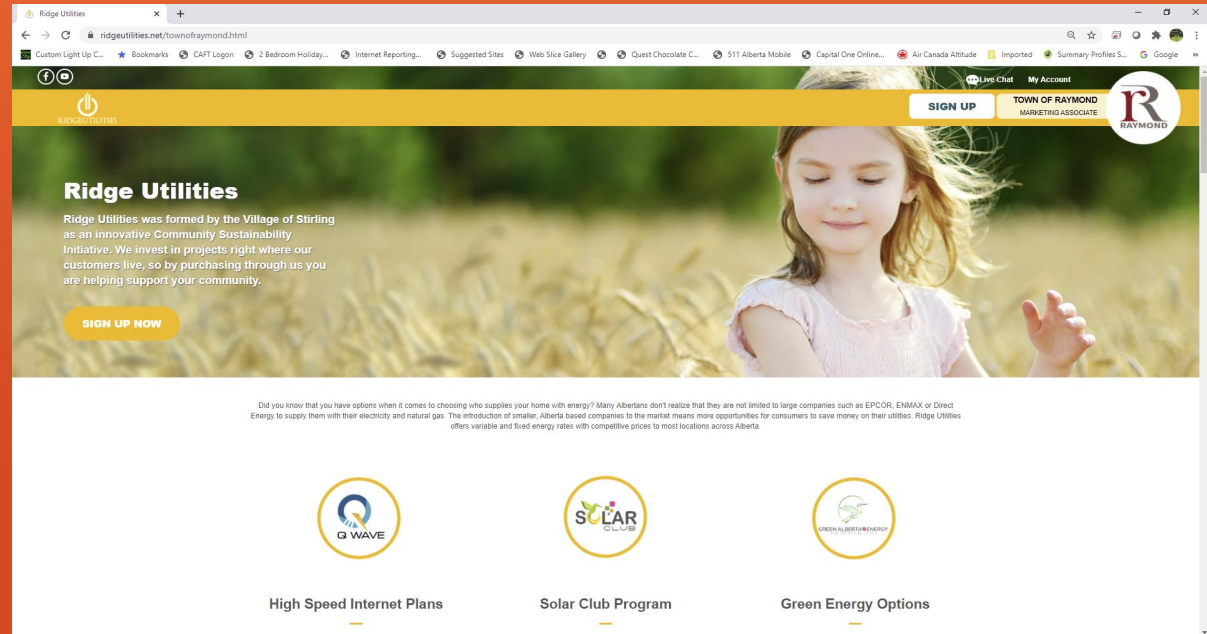 Ridge Utilities
ridgeutilities.net/townofraymond.html
Custom Light Up C... Bookmarks CAFT Logon 2 Bedroom Holiday... Internet Reporting... Suggested Sites Web Slice Gallery Quest Chocolate C... 511 Alberta Mobile Capital One Online... Air Canada Altitude Imported Summary Profiles S... Google »
Live Chat My Account
RIDGEUTILITIES
SIGN UP
TOWN OF RAYMOND
MARKETING ASSOCIATE
R
RAYMOND
Ridge Utilities
Ridge Utilities was formed by the Village of Stirling
as an innovative Community Sustainability
Initiative. We invest in projects right where our
customers live, so by purchasing through us you
are helping support your community.
SIGN UP NOW
Did you know that you have options when it comes to choosing who supplies your home with energy? Many Albertans don't realize that they are not limited to large companies such as EPCOR, ENMAX or Direct
Energy to supply them with their electricity and natural gas. The introduction of smaller, Alberta based companies to the market means more opportunities for consumers to save money on their utilities. Ridge Utilities
offers variable and fixed energy rates with competitive prices to most locations across Alberta.
Q WAVE
SOLAR
CLUB
GREEN ALBERTA ENERGY
High Speed Internet Plans
Solar Club Program
Green Energy Options